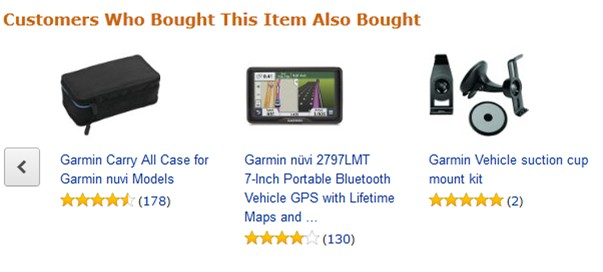 Customers Who Bought This Item Also Bought
Garmin Carry All Case for
Garmin nuvi Models
(178)
Garmin nüvi 2797LMT
7-Inch Portable Bluetooth
Vehicle GPS with Lifetime
Maps and ...
(130)
Garmin Vehicle suction cup
mount kit
(2)